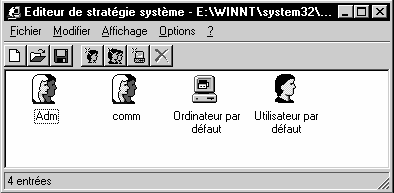 Editeur de stratégie système - E:\WINNT\system32\...
Fichier Modifier Affichage Options ?
Adm comm Ordinateur par défaut Utilisateur par défaut
4 entrées